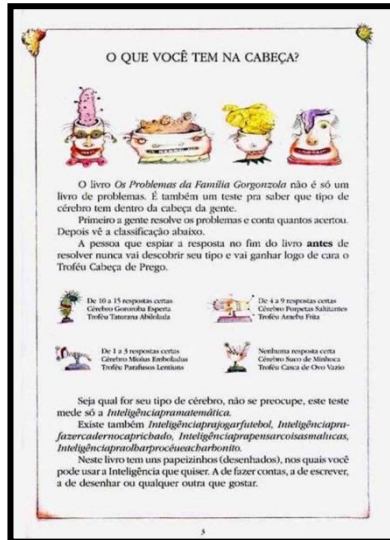 O QUE VOCÊ TEM NA CABEÇA?
O livro Os Problemas da Família Gorgonzola não é só um
livro de problemas. É também um teste pra saber que tipo de
cérebro tem dentro da cabeça da gente.
Primeiro a gente resolve os problemas e conta quantos acertou.
Depois vê a classificação abaixo.
A pessoa que espiar a resposta no fim do livro antes de
resolver nunca vai descobrir seu tipo e vai ganhar logo de cara o
Troféu Cabeça de Prego.
De 10 a 15 respostas certas
Cérebro Gororoba Esperta
Troféu Taturana Abilolada
De 4 a 9 respostas certas
Cérebro Porpetas Saltitantes
Troféu Ameba Frita
De 1 a 3 respostas certas
Cérebro Miolus Emboladus
Troféu Parafusos Lentiuns
Nenhuma resposta certa
Cérebro Suco de Minhoca
Troféu Casca de Ovo Vazio
Seja qual for seu tipo de cérebro, não se preocupe, este teste
mede só a Inteligênciapramatemática.
Existe também Inteligênciaprajogarfutebol, Inteligênciapra-
fazercadernocaprichado, Inteligênciaprapensarcoisasmalucas,
Inteligênciapraolharprocéueacharbonito.
Neste livro tem uns papeizinhos (desenhados), nos quais você
pode usar a Inteligência que quiser. A de fazer contas, a de escrever,
a de desenhar ou qualquer outra que gostar.
3